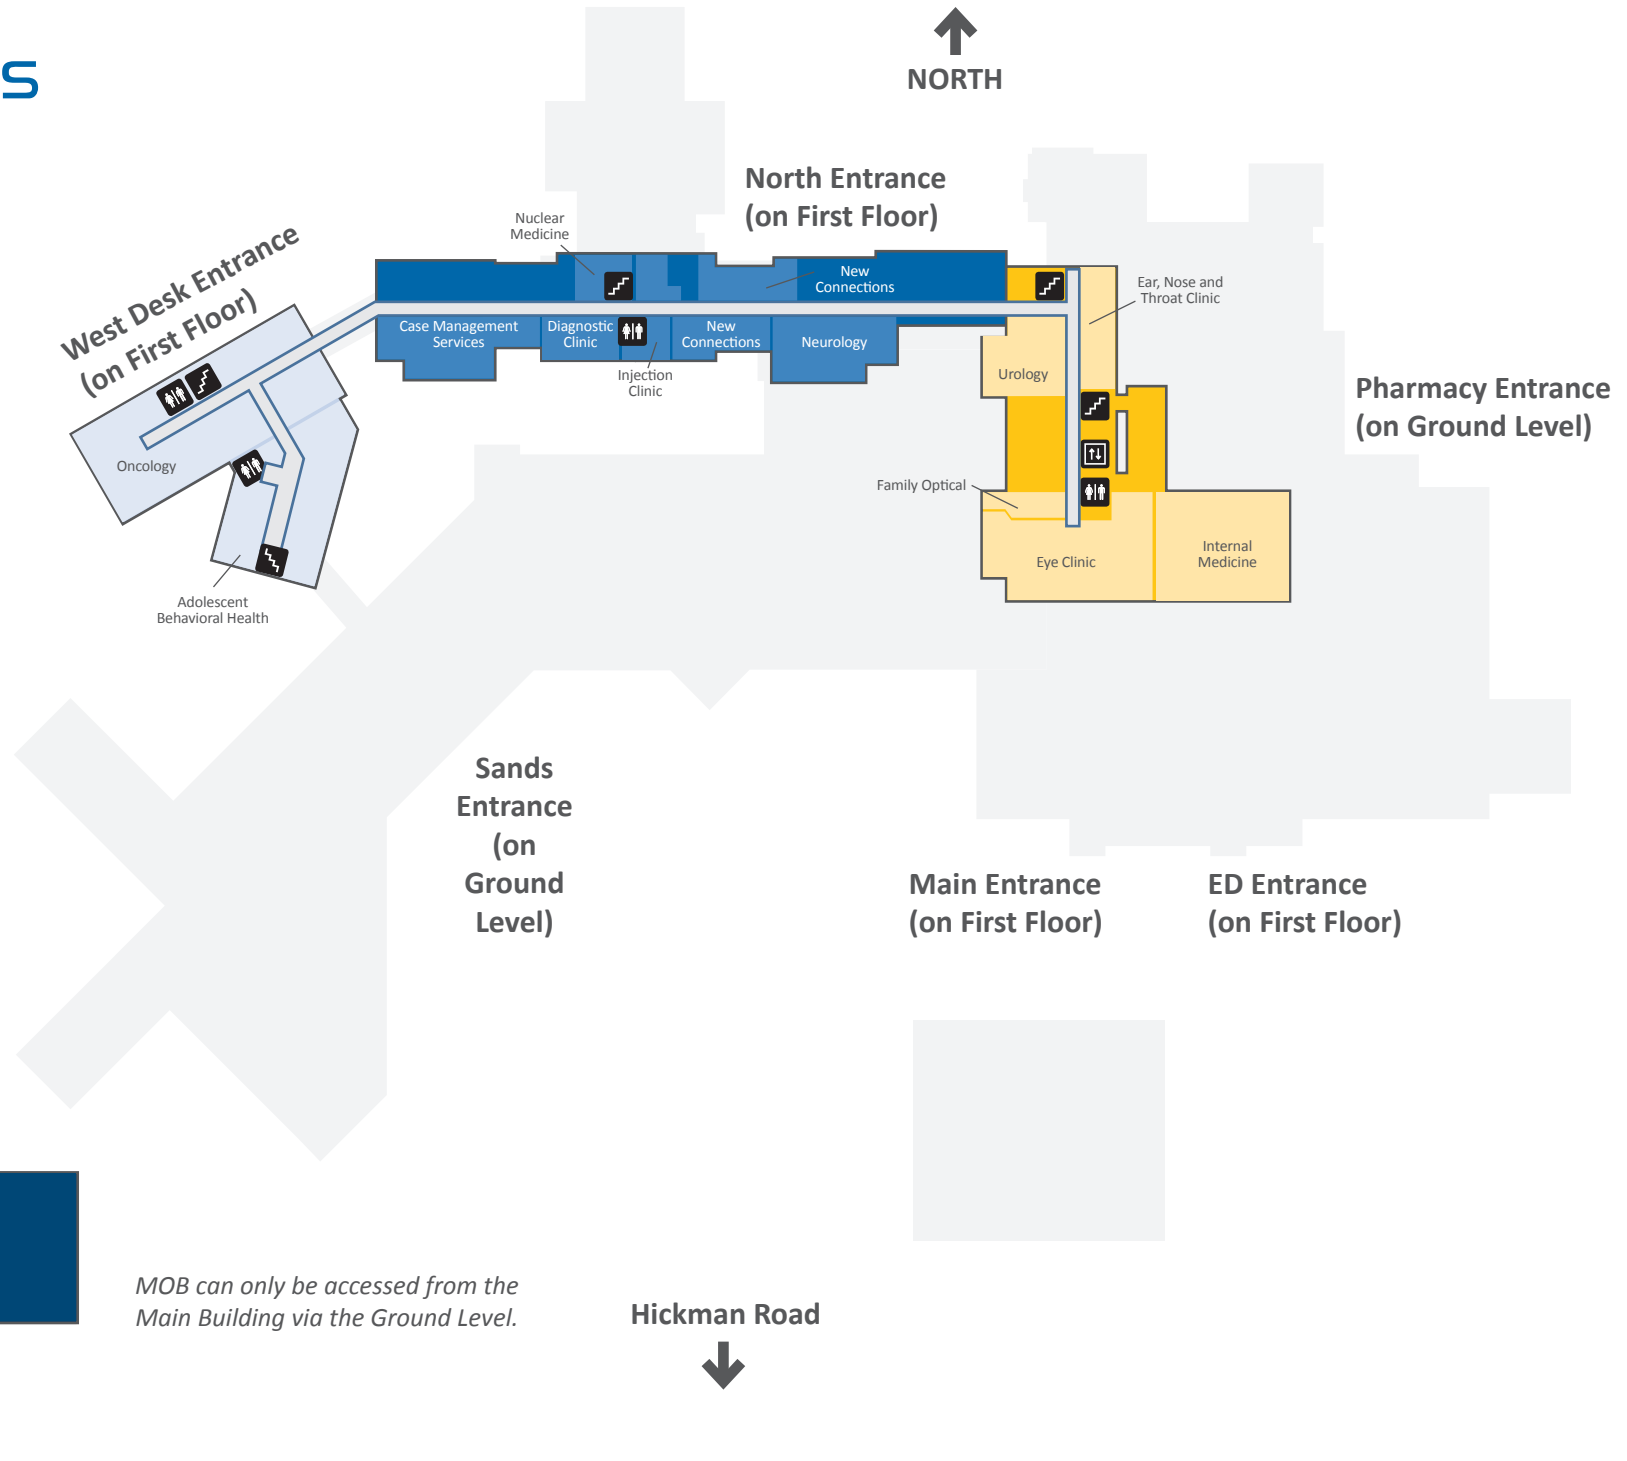 S
NORTH
North Entrance
(on First Floor)
Nuclear
Medicine
West Desk Entrance
(on First Floor)
New
Connections
Ear, Nose and
Throat Clinic
Case Management
Services
Diagnostic
Clinic
New
Connections
Neurology
Injection
Clinic
Urology
Pharmacy Entrance
(on Ground Level)
Oncology
Family Optical
Eye Clinic
Internal
Medicine
Adolescent
Behavioral Health
Sands
Entrance
(on
Ground
Level)
Main Entrance
(on First Floor)
ED Entrance
(on First Floor)
MOB can only be accessed from the
Main Building via the Ground Level.
Hickman Road